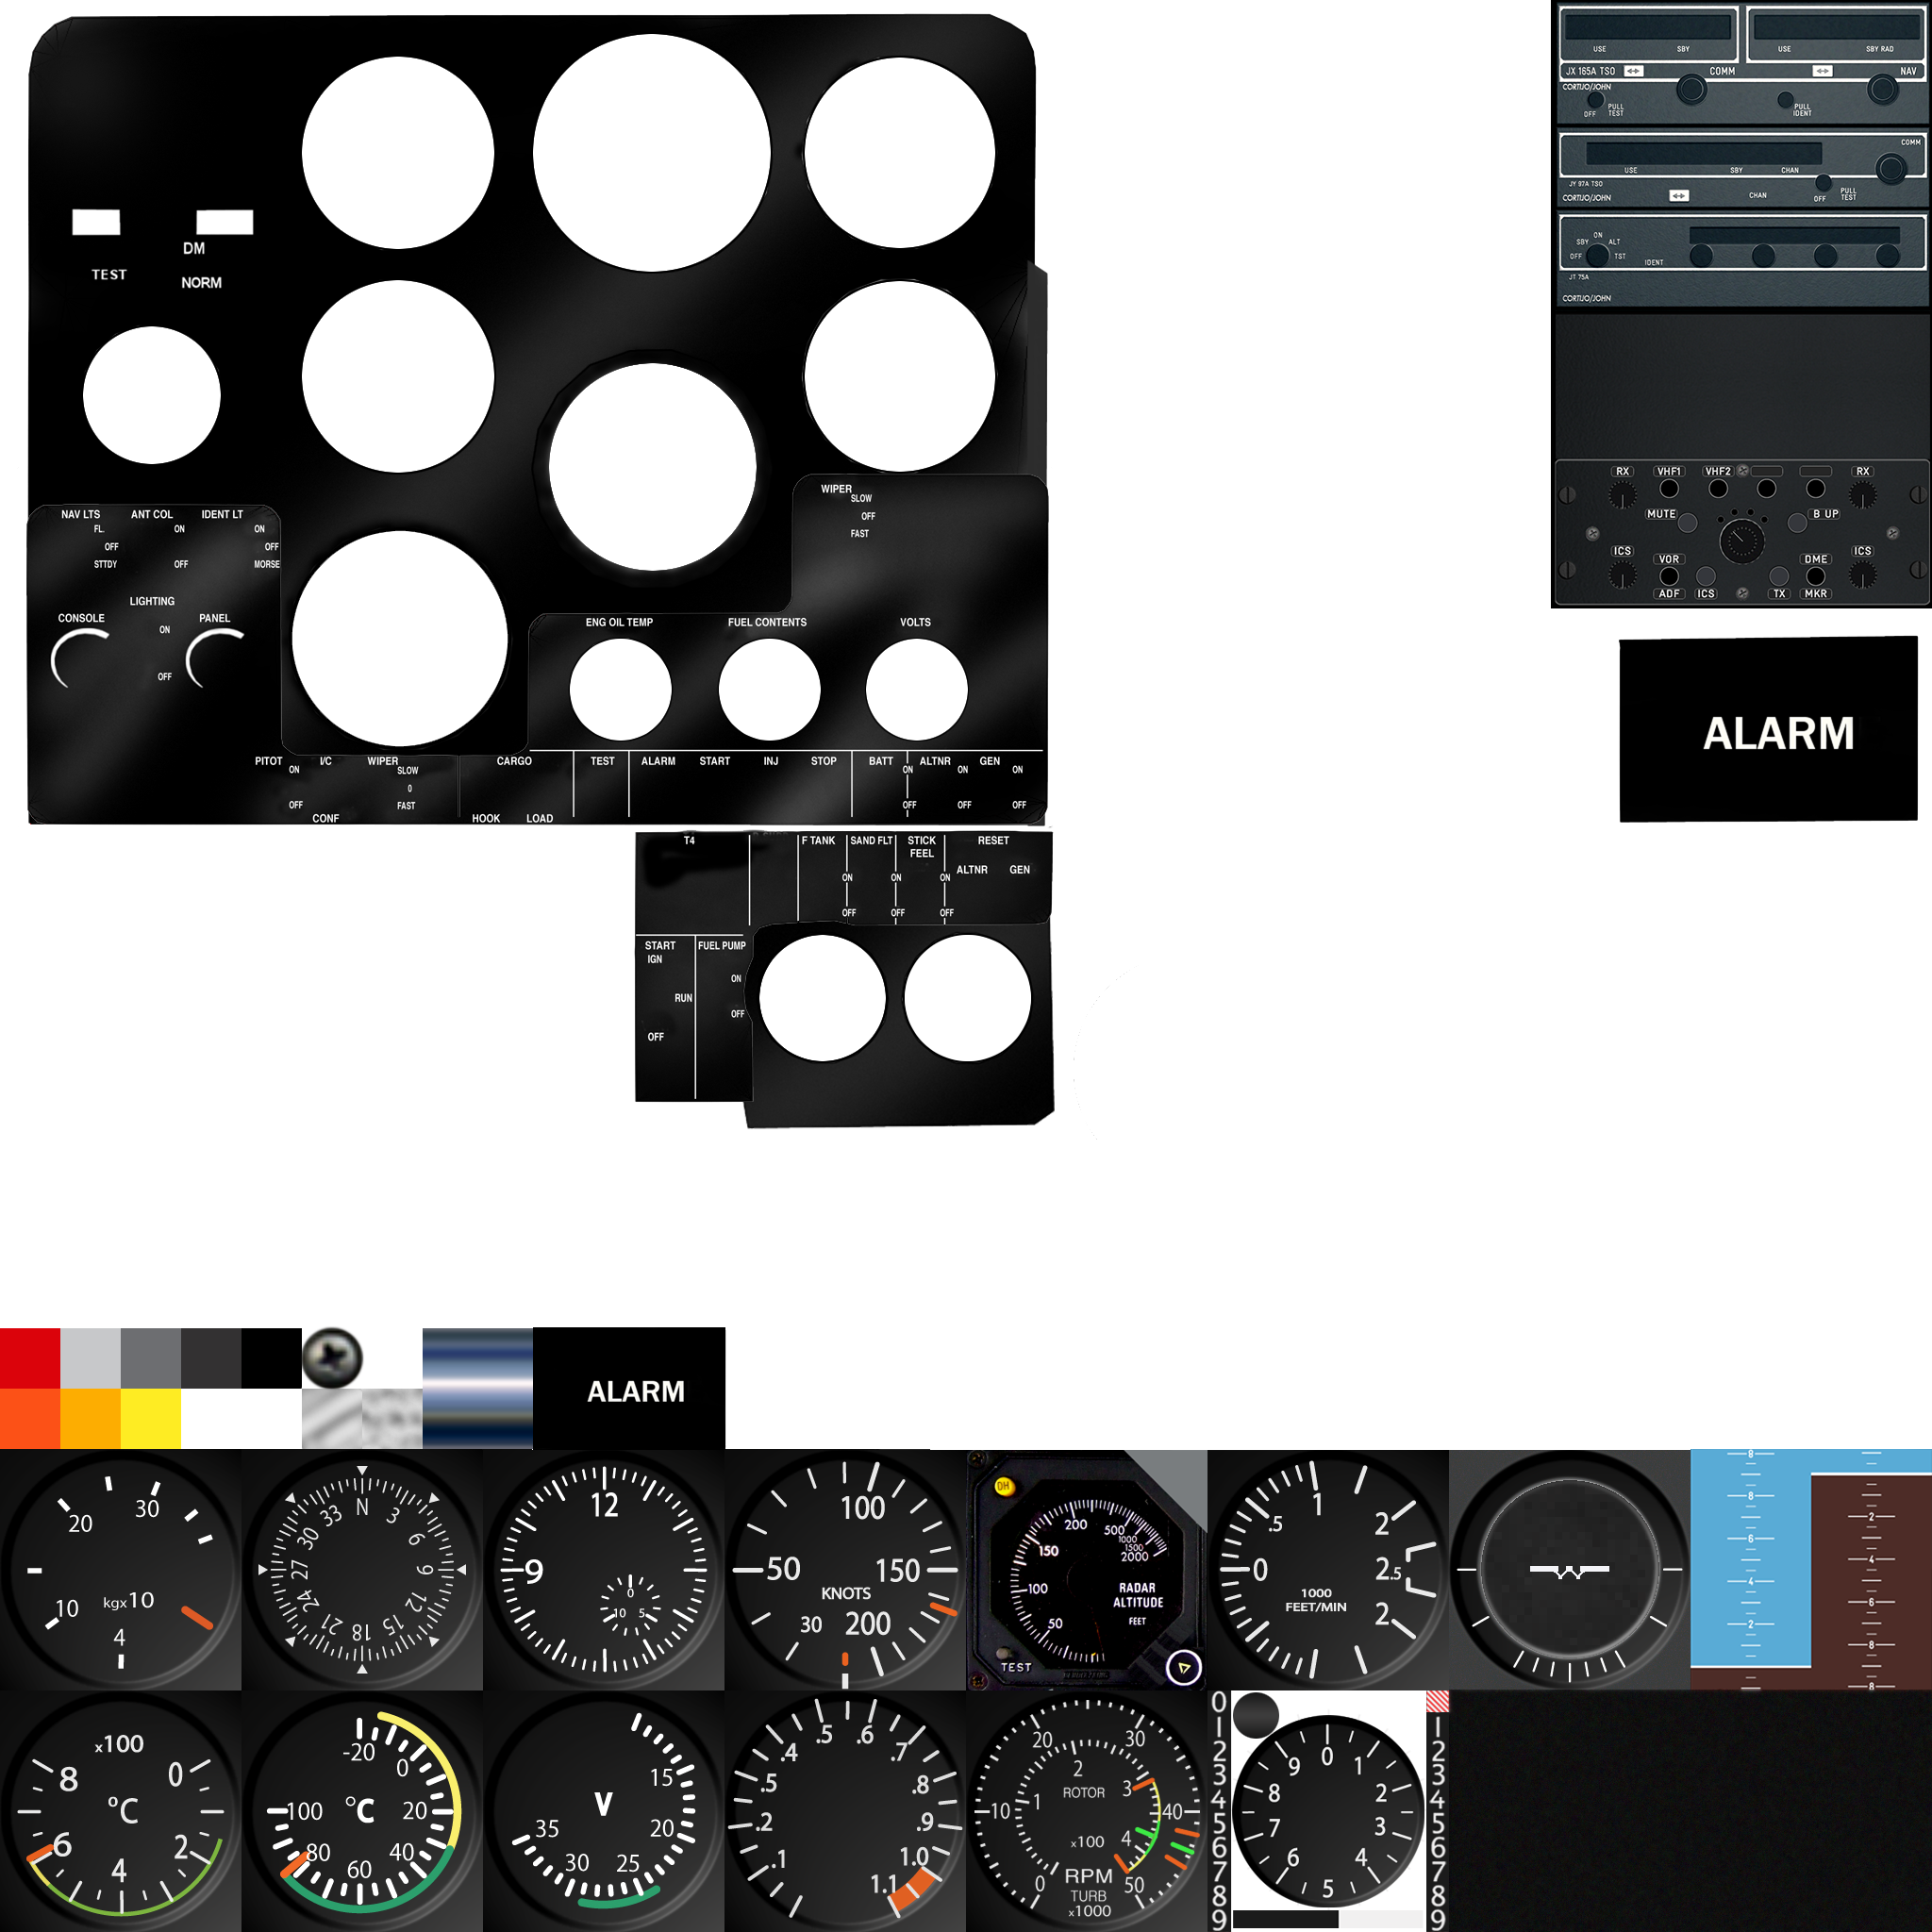 DM
TEST
NORM
NAV LTS ANT COL IDENT LT
FL. ON ON
OFF OFF
STTDY OFF MORSE
LIGHTING
CONSOLE ON PANEL
OFF
WIPER
SLOW
OFF
FAST
ENG OIL TEMP FUEL CONTENTS VOLTS
PITOT I/C WIPER CARGO TEST ALARM START INJ STOP BATT ALTNR GEN
ON SLOW ON ON ON
0
OFF FAST OFF OFF OFF
CONF HOOK LOAD
T4 F TANK SAND FLT STICK FEEL RESET
ALTNR GEN
ON ON ON
OFF OFF OFF
START FUEL PUMP
IGN
ON
RUN
OFF
OFF
USE SBY USE SBY RAD
JX 165A TSO COMM NAV
CORTIJO/JOHN
OFF PULL TEST PULL IDENT
COMM
USE SBY CHAN
JY 97A TSO
CORTIJO/JOHN CHAN OFF PULL TEST
ON
SBY ALT
OFF TST IDENT
JT 75A
CORTIJO/JOHN
RX VHF1 VHF2 RX
MUTE B UP
ICS VOR DME ICS
ADF ICS TX MKR
ALARM
ALARM
20 30
10 kgx10
4
N 3 6 9 12 15 18 21 24 27 30 33
12
9
0
10 5
100
50 150
KNOTS
30 200
DH
200 500 1000 1500 2000
150
100
50
RADAR
ALTITUDE
FEET
TEST
1
.5 2
0 2.5
1000
FEET/MIN
2
8
8 2
6 4
4 6
2 8
8
x100
8 0
°C
6 2
4
-20
0
100 °C 20
80 40
60
15
V
35 20
30 25
.5 .6
.4 .7
.5 .8
.2 .9
.1 1.0
1.1
20 30
2
ROTOR 3
10 1 40
x100 4
RPM
0 50
TURB
x1000
0 1 2 3 4 5 6 7 8 9
0 1 2 3 4 5 6 7 8 9
1 2 3 4 5 6 7 8 9